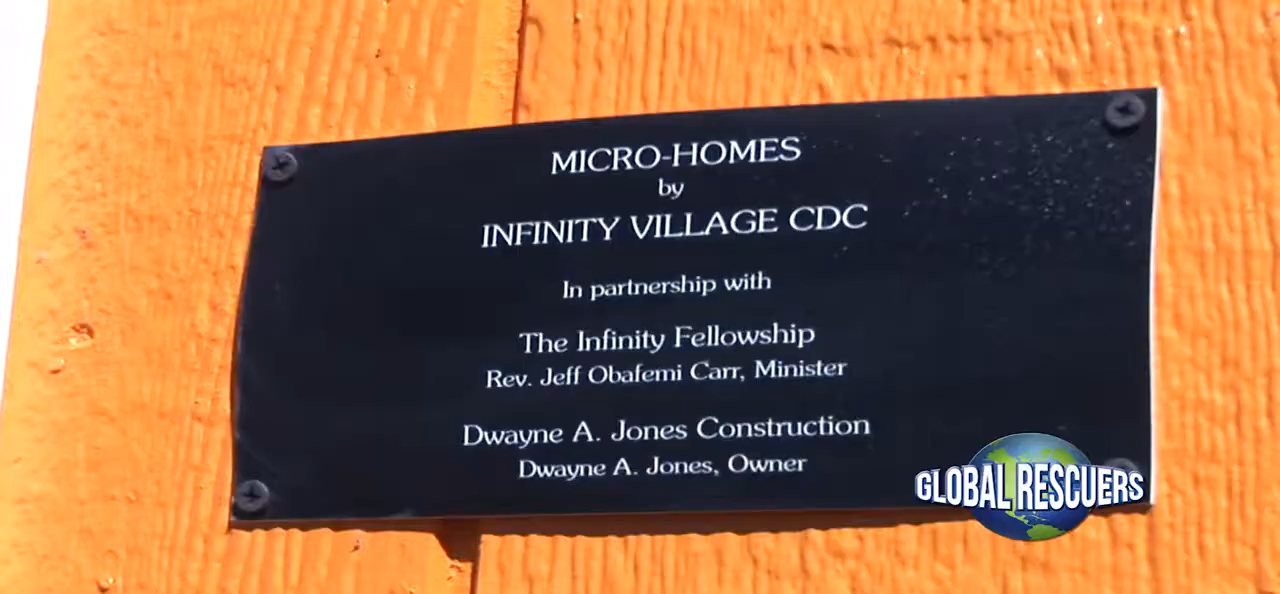 MICRO-HOMES
by
INFINITY VILLAGE CDC
In partnership with
The Infinity Fellowship
Rev. Jeff Obafemi Carr, Minister
Dwayne A. Jones Construction
Dwayne A. Jones, Owner
GLOBAL RESCUERS